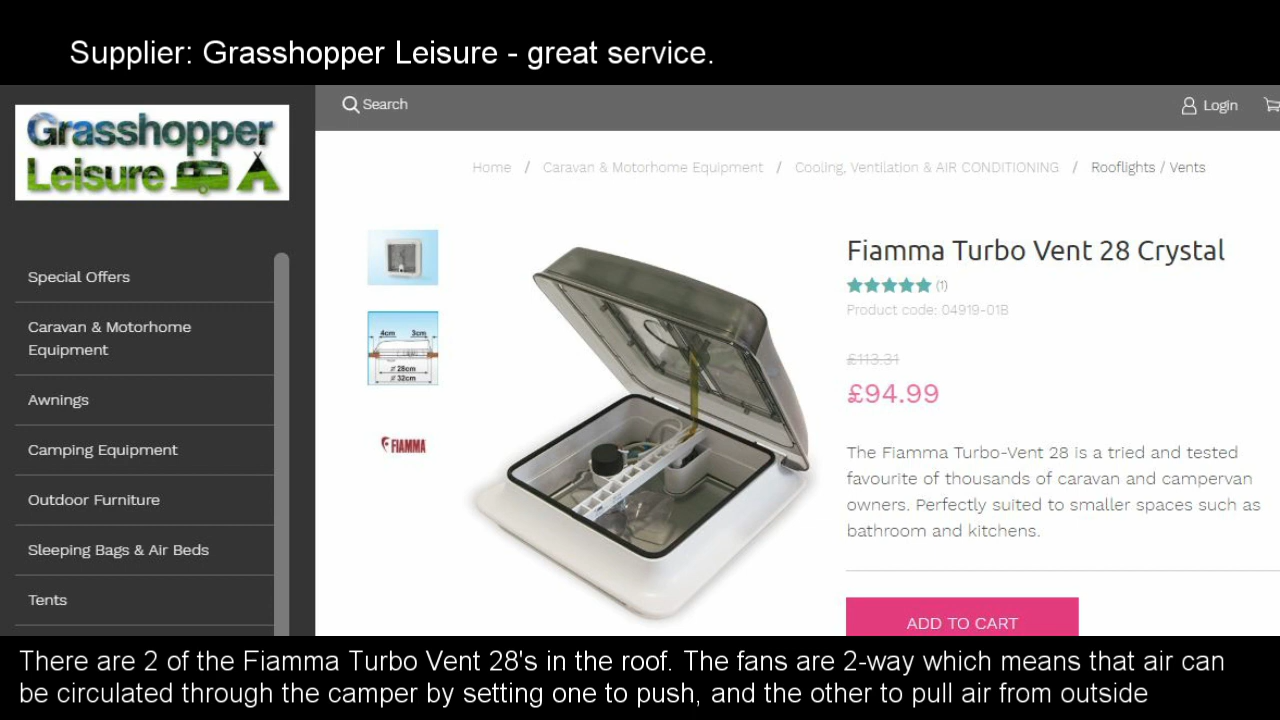 Supplier: Grasshopper Leisure - great service.
Grasshopper
Leisure
Search
Login
Home / Caravan & Motorhome Equipment / Cooling, Ventilation & AIR CONDITIONING / Rooflights / Vents
Special Offers
Caravan & Motorhome
Equipment
Awnings
Camping Equipment
Outdoor Furniture
Sleeping Bags & Air Beds
Tents
4cm 3cm
28cm
32cm
FIAMMA
Fiamma Turbo Vent 28 Crystal
(1)
Product code: 04919-01B
£113.31
£94.99
The Fiamma Turbo-Vent 28 is a tried and tested
favourite of thousands of caravan and campervan
owners. Perfectly suited to smaller spaces such as
bathroom and kitchens.
ADD TO CART
There are 2 of the Fiamma Turbo Vent 28's in the roof. The fans are 2-way which means that air can
be circulated through the camper by setting one to push, and the other to pull air from outside